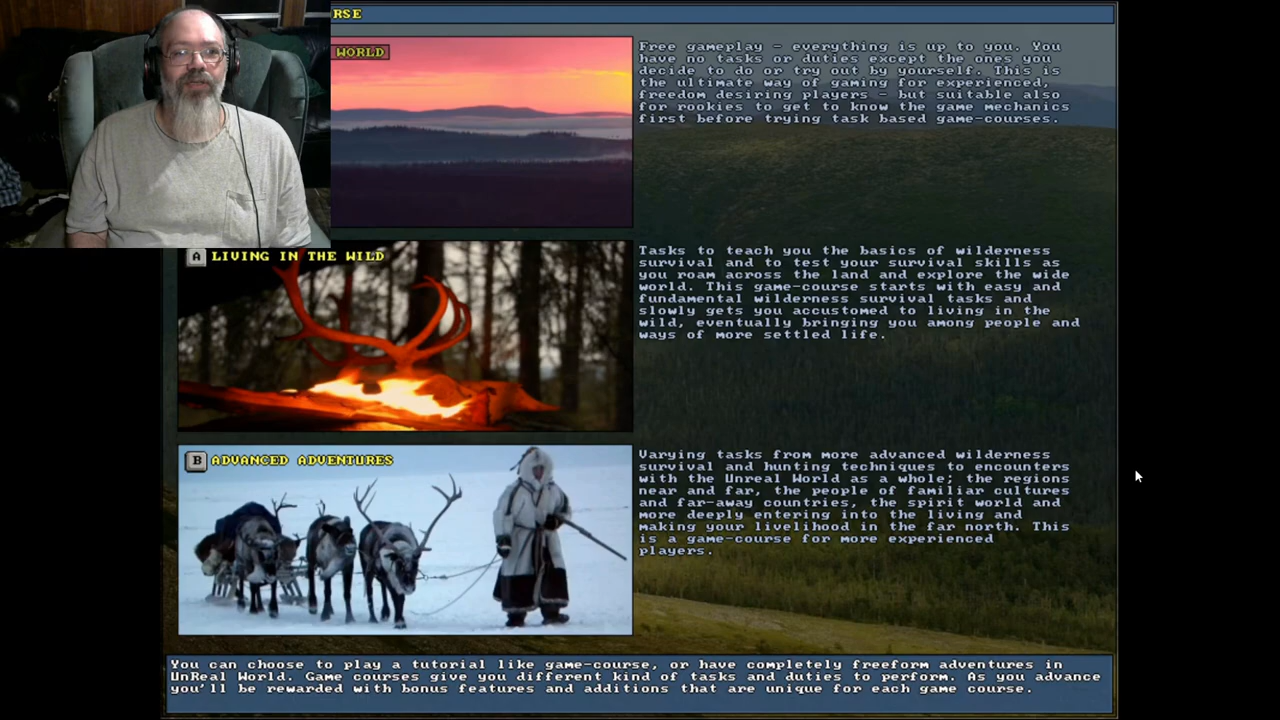 RSE
WORLD
Free gameplay - everything is up to you. You
have no tasks or duties except the ones you
decide to do or try out by yourself. This is
the ultimate way of gaming for experienced,
freedom desiring players - but suitable also
for rookies to get to know the game mechanics
first before trying task based game-courses.
A LIVING IN THE WILD
Tasks to teach you the basics of wilderness
survival and to test your survival skills as
you roam across the land and explore the wide
world. This game-course starts with easy and
fundamental wilderness survival tasks and
slowly gets you accustomed to living in the
wild, eventually bringing you among people and
ways of more settled life.
B ADVANCED ADVENTURES
Varying tasks from more advanced wilderness
survival and hunting techniques to encounters
with the Unreal World as a whole; the regions
near and far, the people of familiar cultures
and far-away countries, the spirit world and
more deeply entering into the living and
making your livelihood in the far north. This
is a game-course for more experienced
players.
You can choose to play a tutorial like game-course, or have completely freeform adventures in
UnReal World. Game courses give you different kind of tasks and duties to perform. As you advance
you'll be rewarded with bonus features and additions that are unique for each game course.